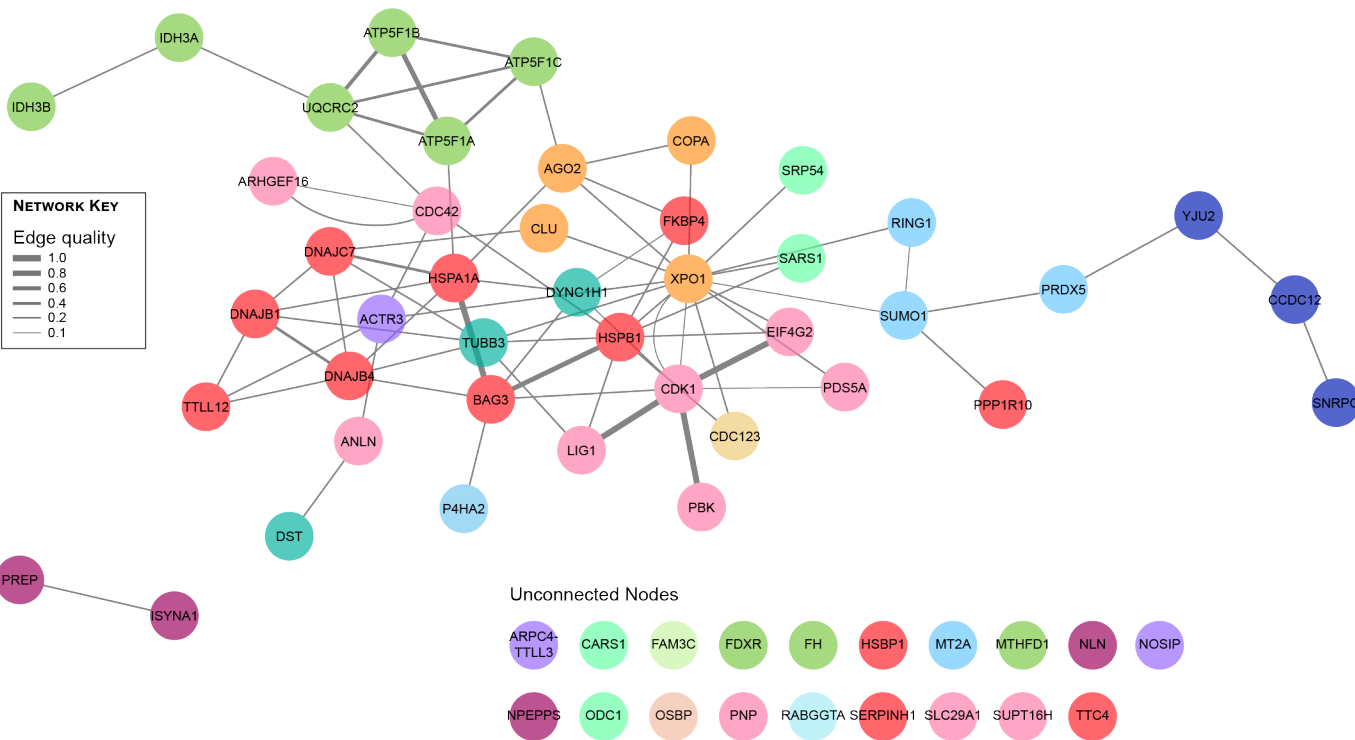 ATP5F1B
IDH3A
ATP5F1C
IDH3B
UQCRC2
ATP5F1A
COPA
AGO2
SRP54
ARHGEF16
CDC42
FKBP4
RING1
YJU2
CLU
NETWORK KEY
Edge quality
1.0
0.8
0.6
0.4
0.2
0.1
DNAJC7
HSPA1A
SARS1
XPO1
DYNC1H1
PRDX5
CCDC12
DNAJB1
ACTR3
SUMO1
EIF4G2
HSPB1
TUBB3
DNAJB4
CDK1
PDS5A
BAG3
TTLL12
PPP1R10
SNRPC
CDC123
ANLN
LIG1
P4HA2
PBK
DST
PREP
ISYNA1
Unconnected Nodes
ARPC4-
TTLL3
CARS1
FAM3C
FDXR
FH
HSBP1
MT2A
MTHFD1
NLN
NOSIP
NPEPPS
ODC1
OSBP
PNP
RABGGTA
SERPINH1
SLC29A1
SUPT16H
TTC4